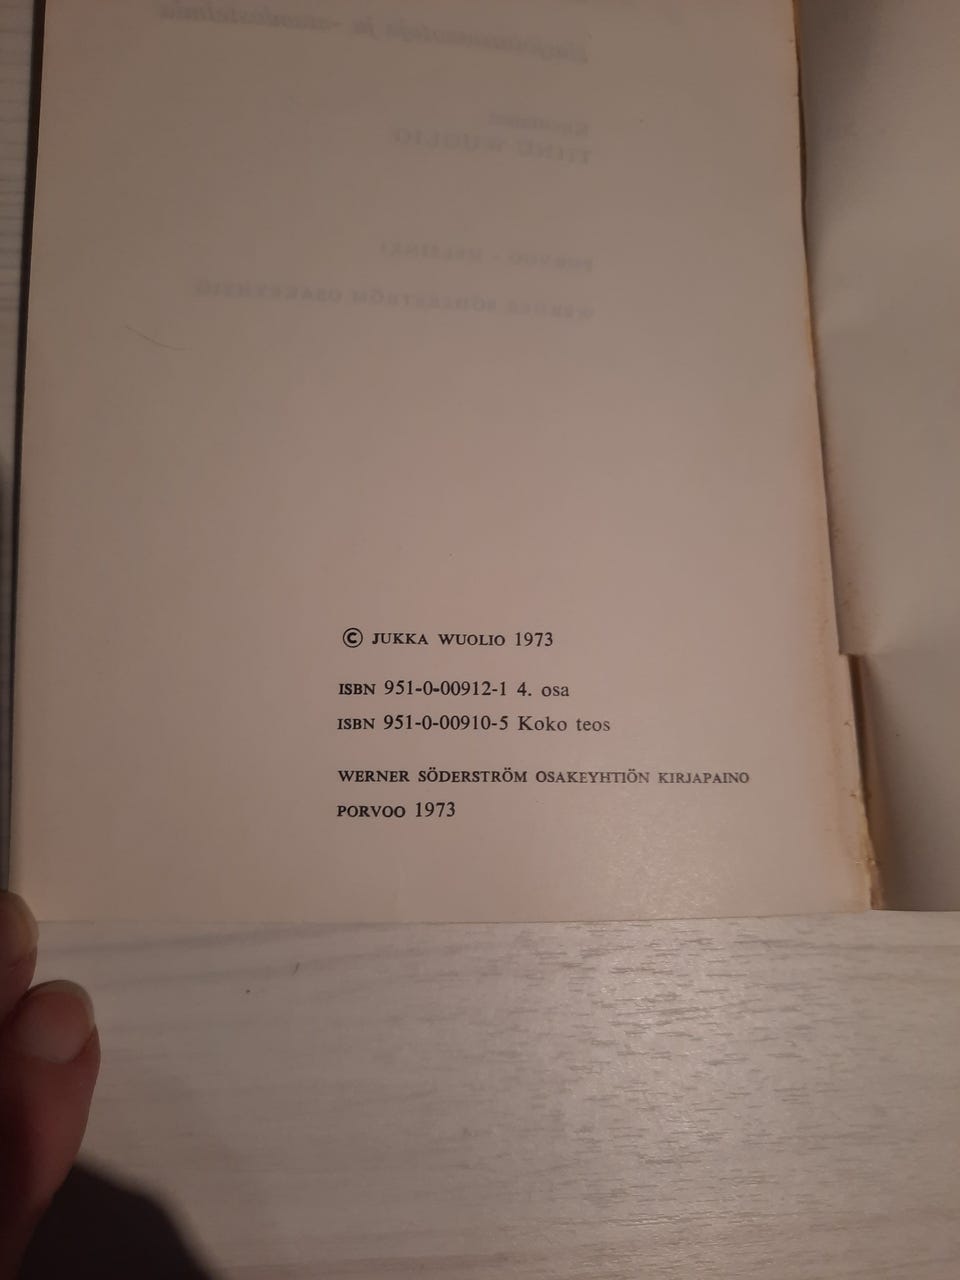 © JUKKA WUOLIO 1973
ISBN 951-0-00912-1 4. osa
ISBN 951-0-00910-5 Koko teos
WERNER SÖDERSTRÖM OSAKEYHTIÖN KIRJAPAINO
PORVOO 1973